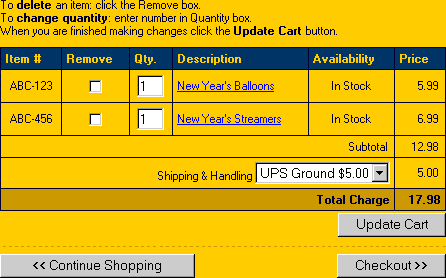 To delete an item: click the Remove box.
To change quantity: enter number in Quantity box.
When you are finished making changes click the Update Cart button.
Item # Remove Qty. Description Availability Price
ABC-123 1 New Year's Balloons In Stock 5.99
ABC-456 1 New Year's Streamers In Stock 6.99
Subtotal 12.98
Shipping & Handling UPS Ground $5.00 5.00
Total Charge 17.98
Update Cart
<< Continue Shopping Checkout >>